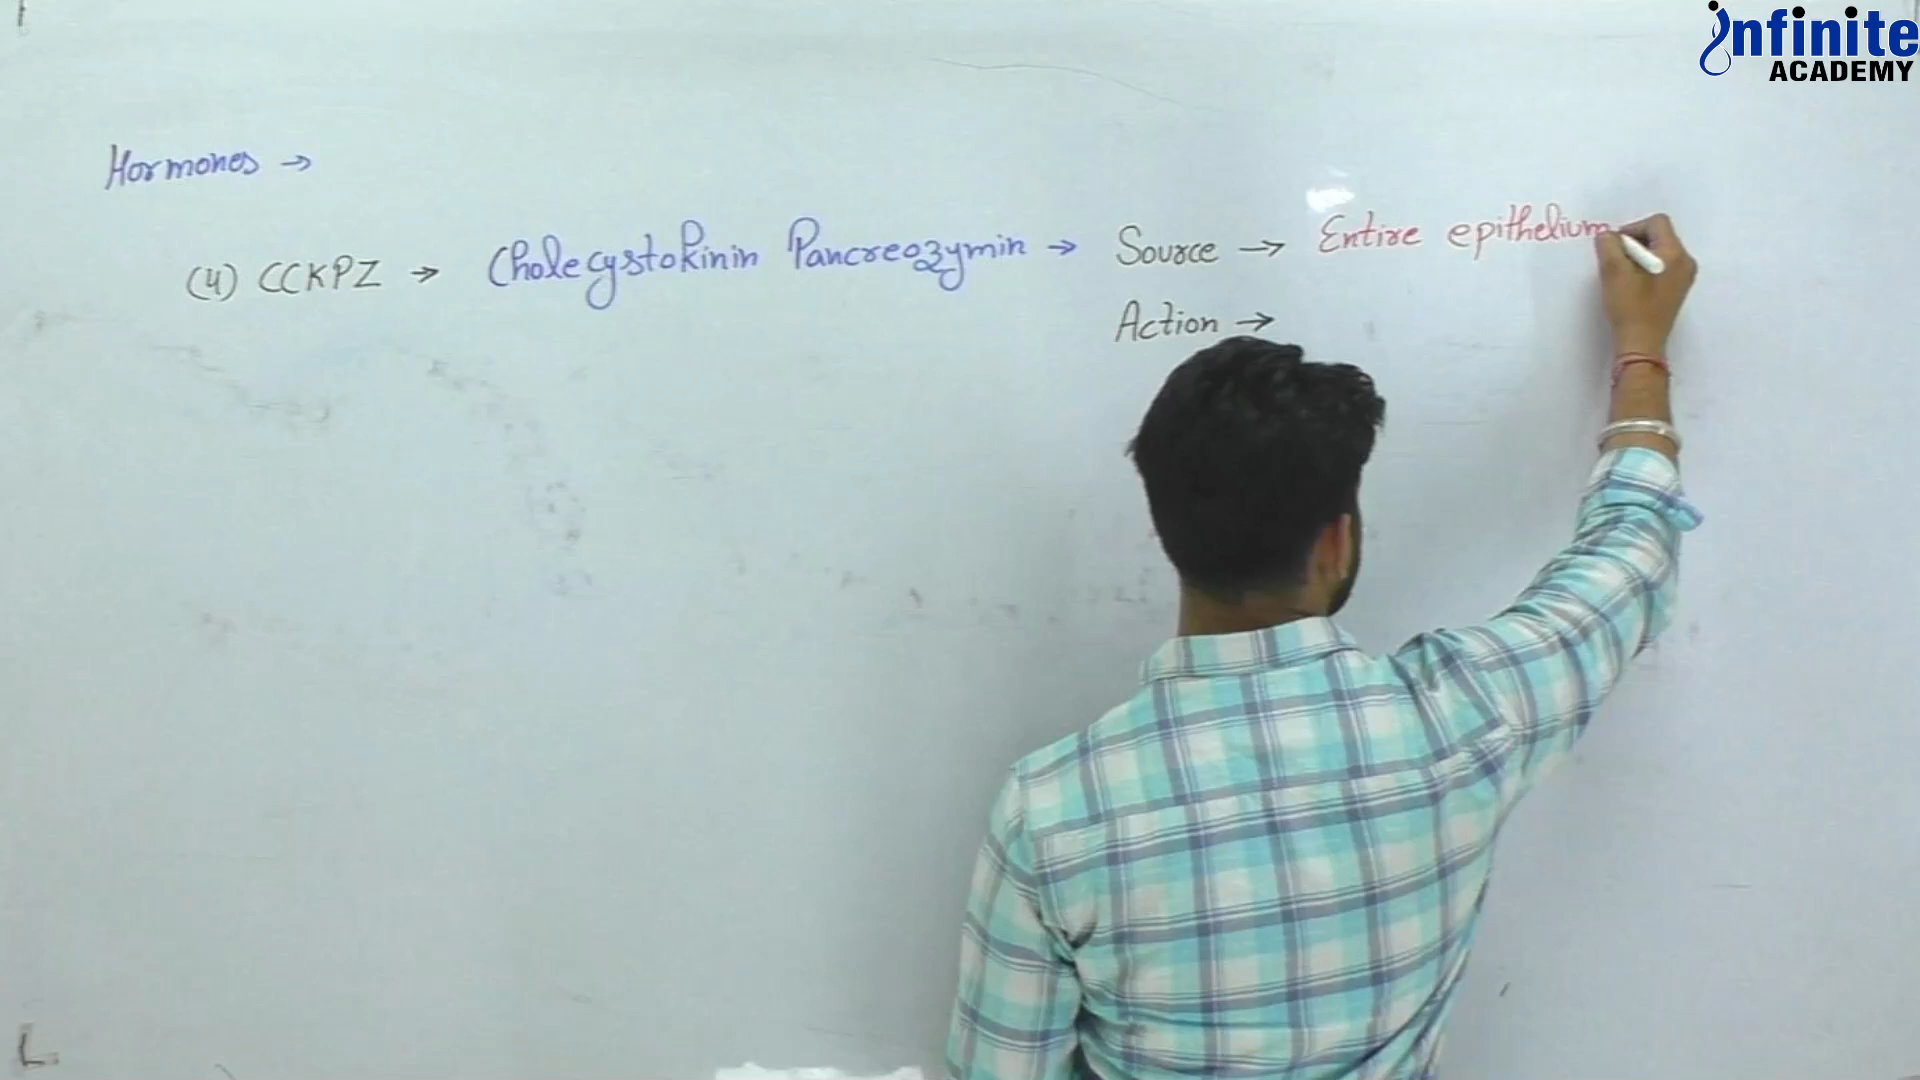 infinite
ACADEMY
Hormones →
(4) CCKPZ → Cholecystokinin Pancreozymin → Source → Entire epithelium
Action →